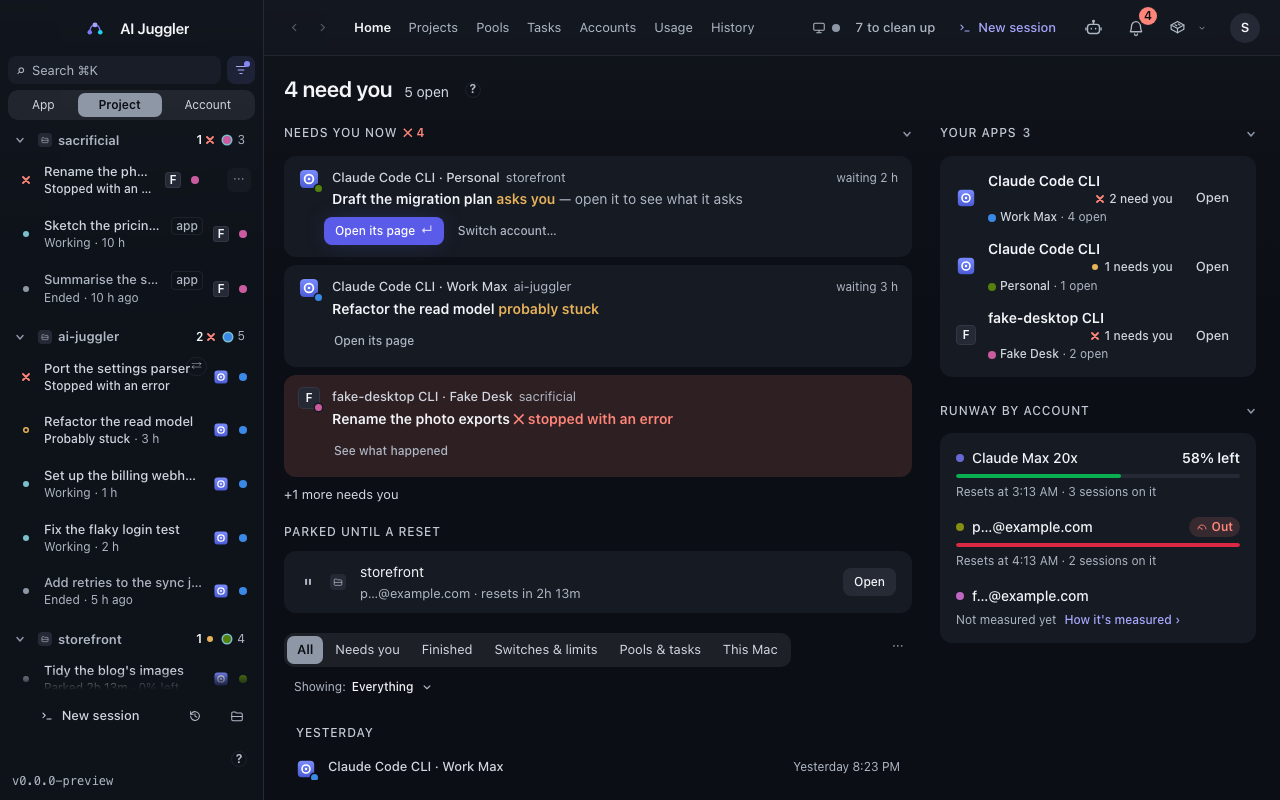 AI Juggler
Search ⌘K
App Project Account
sacrificial 1 3
Rename the ph... F
Stopped with an ...
Sketch the pricin... app F
Working · 10 h
Summarise the s... app F
Ended · 10 h ago
ai-juggler 2 5
Port the settings parser
Stopped with an error
Refactor the read model
Probably stuck · 3 h
Set up the billing webh...
Working · 1 h
Fix the flaky login test
Working · 2 h
Add retries to the sync j...
Ended · 5 h ago
storefront 1 4
Tidy the blog's images
Parked 2h 13m · 0% left
New session
?
v0.0.0-preview
Home Projects Pools Tasks Accounts Usage History 7 to clean up New session 4 S
4 need you 5 open ?
NEEDS YOU NOW 4
Claude Code CLI · Personal storefront waiting 2 h
Draft the migration plan asks you — open it to see what it asks
Open its page ↵ Switch account...
Claude Code CLI · Work Max ai-juggler waiting 3 h
Refactor the read model probably stuck
Open its page
F fake-desktop CLI · Fake Desk sacrificial
Rename the photo exports stopped with an error
See what happened
+1 more needs you
PARKED UNTIL A RESET
storefront
p...@example.com · resets in 2h 13m
Open
All Needs you Finished Switches & limits Pools & tasks This Mac ...
Showing: Everything
YESTERDAY
Claude Code CLI · Work Max Yesterday 8:23 PM
YOUR APPS 3
Claude Code CLI
2 need you Open
Work Max · 4 open
Claude Code CLI
1 needs you Open
Personal · 1 open
fake-desktop CLI
F 1 needs you Open
Fake Desk · 2 open
RUNWAY BY ACCOUNT
Claude Max 20x 58% left
Resets at 3:13 AM · 3 sessions on it
p...@example.com Out
Resets at 4:13 AM · 2 sessions on it
f...@example.com
Not measured yet How it's measured ›